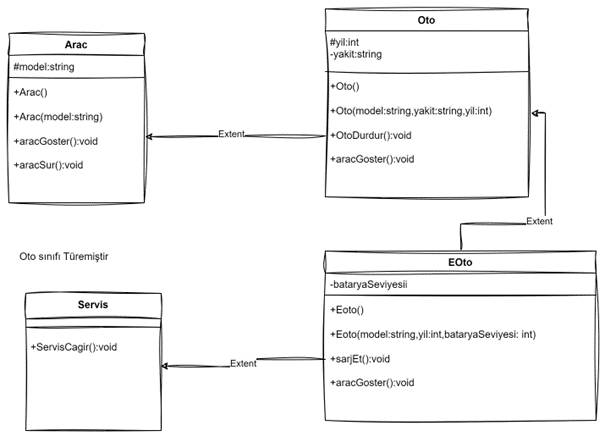 Arac
#model:string
+Arac()
+Arac(model:string)
+aracGoster():void
+aracSur():void
Extent
Oto
#yil:int
-yakit:string
+Oto()
+Oto(model:string,yakit:string,yil:int)
+OtoDurdur():void
+aracGoster():void
Extent
Oto sınıfı Türemiştir
Servis
+ServisCagir():void
Extent
EOto
-bataryaSeviyesii
+Eoto()
+Eoto(model:string,yil:int,bataryaSeviyesi: int)
+sarjEt():void
+aracGoster():void